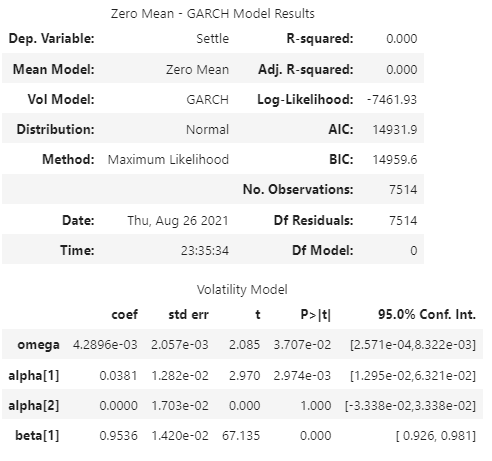 Zero Mean - GARCH Model Results
Dep. Variable: Settle R-squared: 0.000
Mean Model: Zero Mean Adj. R-squared: 0.000
Vol Model: GARCH Log-Likelihood: -7461.93
Distribution: Normal AIC: 14931.9
Method: Maximum Likelihood BIC: 14959.6
No. Observations: 7514
Date: Thu, Aug 26 2021 Df Residuals: 7514
Time: 23:35:34 Df Model: 0
Volatility Model
coef std err t P>|t| 95.0% Conf. Int.
omega 4.2896e-03 2.057e-03 2.085 3.707e-02 [2.571e-04,8.322e-03]
alpha[1] 0.0381 1.282e-02 2.970 2.974e-03 [1.295e-02,6.321e-02]
alpha[2] 0.0000 1.703e-02 0.000 1.000 [-3.338e-02,3.338e-02]
beta[1] 0.9536 1.420e-02 67.135 0.000 [ 0.926, 0.981]